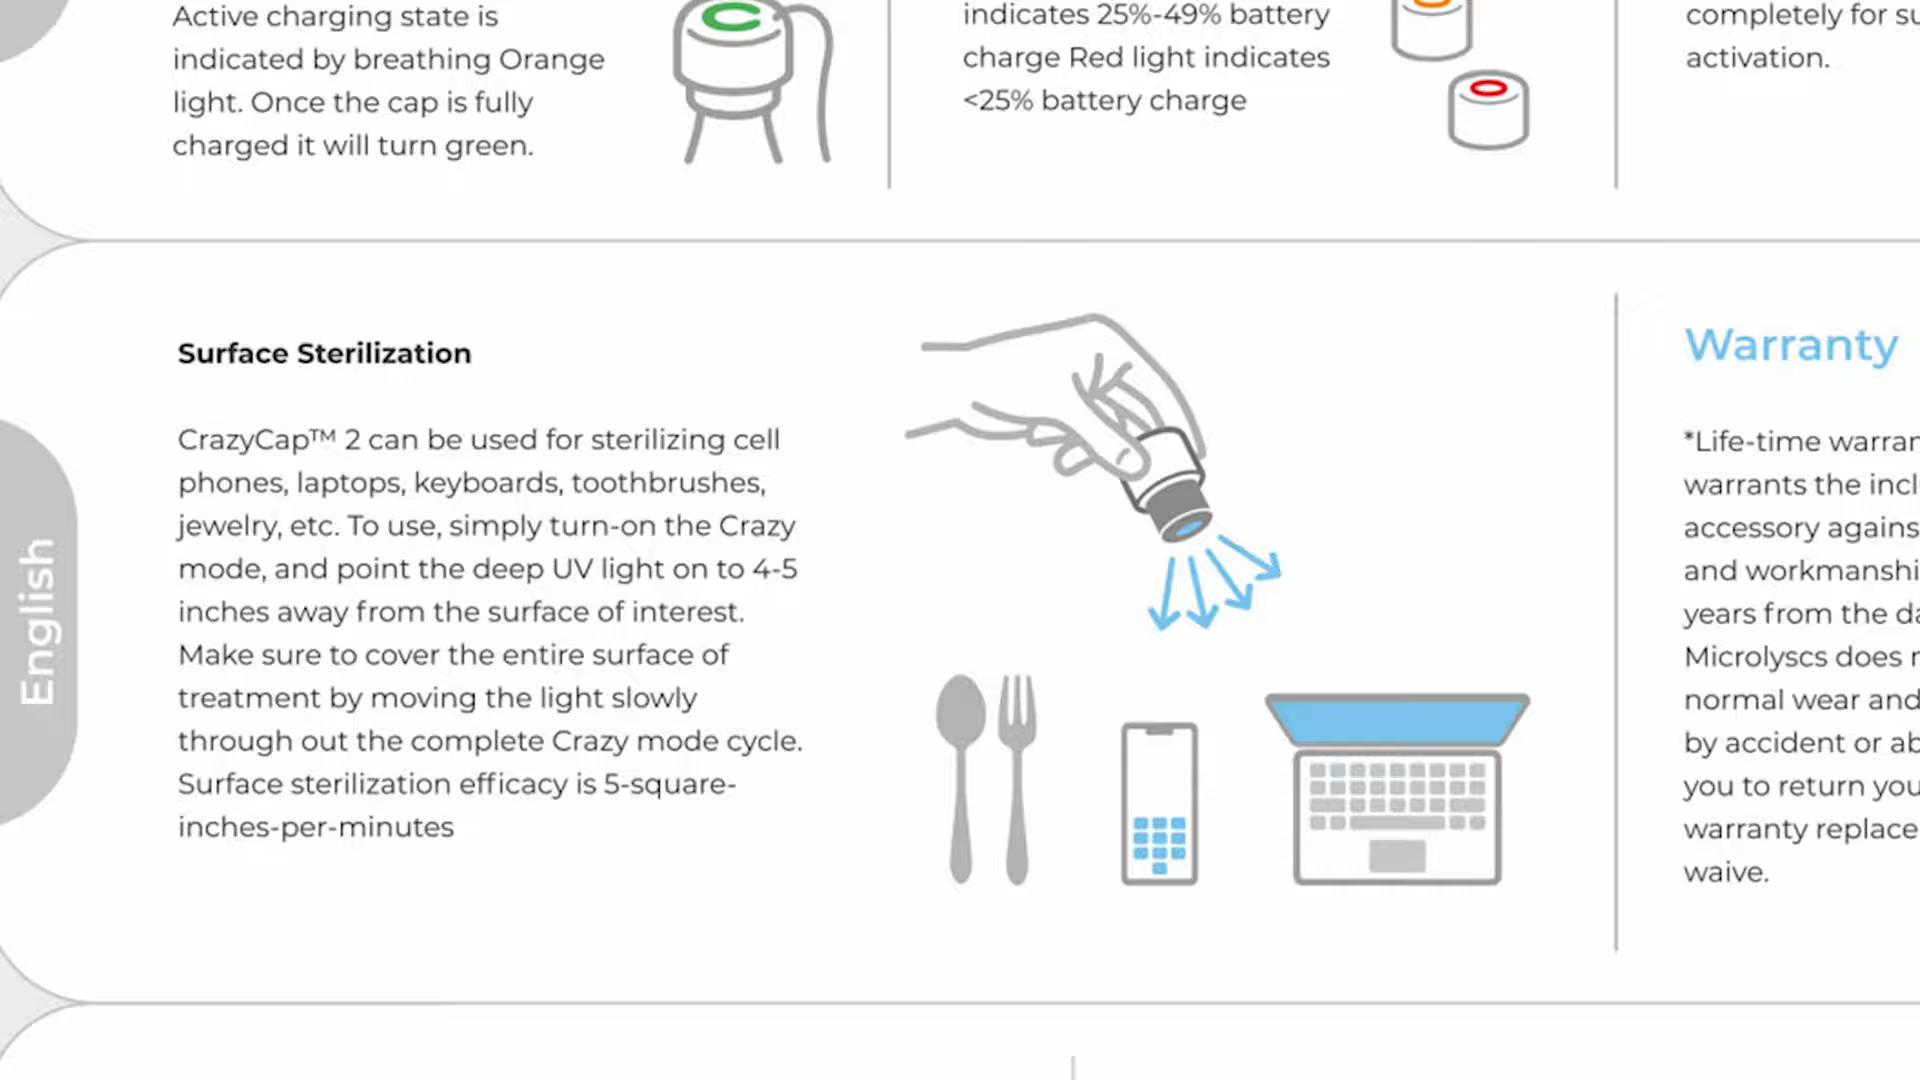 Active charging state is
indicated by breathing Orange
light. Once the cap is fully
charged it will turn green.
indicates 25%-49% battery
charge Red light indicates
<25% battery charge
completely for
activation.
English
Surface Sterilization
CrazyCap™ 2 can be used for sterilizing cell
phones, laptops, keyboards, toothbrushes,
jewelry, etc. To use, simply turn-on the Crazy
mode, and point the deep UV light on to 4-5
inches away from the surface of interest.
Make sure to cover the entire surface of
treatment by moving the light slowly
through out the complete Crazy mode cycle.
Surface sterilization efficacy is 5-square-
inches-per-minutes
Warranty
*Life-time
warrants the
accessory
and
years from the
Microlyscs does
normal wear and
by accident or
you to return
warranty
waive.